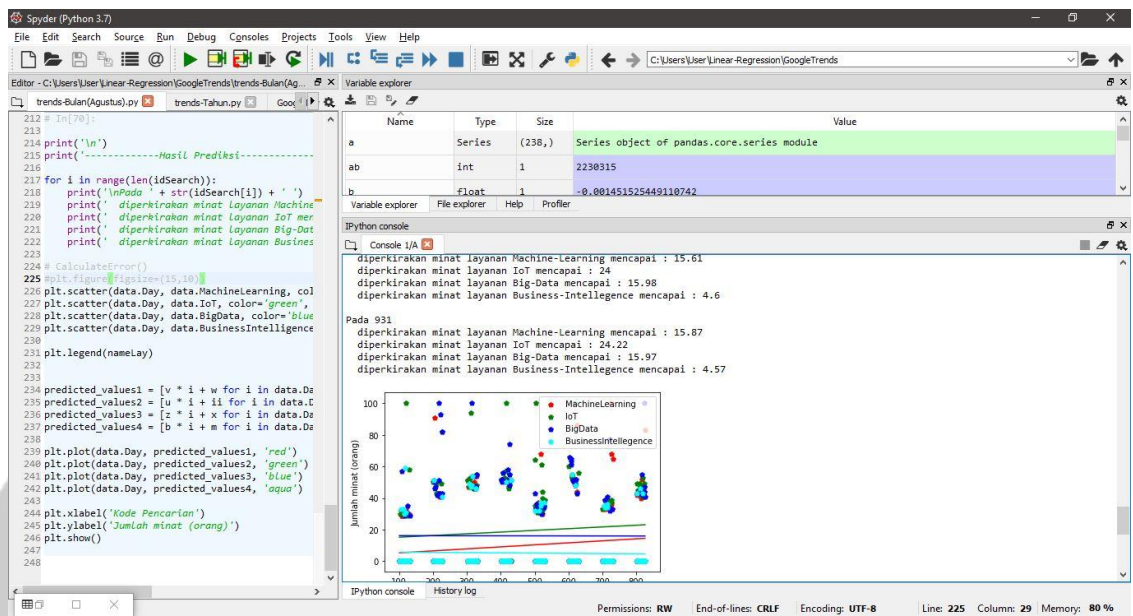 Spyder (Python 3.7)
File Edit Search Source Run Debug Consoles Projects Tools View Help
C:\Users\User\Linear-Regression\GoogleTrends
Editor - C:\Users\User\Linear-Regression\GoogleTrends\trends-Bulan(Ag...
trends-Bulan(Agustus).py trends-Tahun.py Goo
212 # In[70]:
213
214 print('\n')
215 print('-------------Hasil Prediksi-------------
216
217 for i in range(len(idSearch)):
218 print('\nPada ' + str(idSearch[i]) + ' ')
219 print('  diperkirakan minat layanan Machine
220 print('  diperkirakan minat layanan IoT mer
221 print('  diperkirakan minat layanan Big-Dat
222 print('  diperkirakan minat layanan Busines
223
224 # CalculateError()
225 #plt.figure(figsize=(15,10))
226 plt.scatter(data.Day, data.MachineLearning, col
227 plt.scatter(data.Day, data.IoT, color='green',
228 plt.scatter(data.Day, data.BigData, color='blue
229 plt.scatter(data.Day, data.BusinessIntelligence
230
231 plt.legend(nameLay)
232
233
234 predicted_values1 = [v * i + w for i in data.Da
235 predicted_values2 = [u * i + ii for i in data.D
236 predicted_values3 = [z * i + x for i in data.Da
237 predicted_values4 = [b * i + m for i in data.Da
238
239 plt.plot(data.Day, predicted_values1, 'red')
240 plt.plot(data.Day, predicted_values2, 'green')
241 plt.plot(data.Day, predicted_values3, 'blue')
242 plt.plot(data.Day, predicted_values4, 'aqua')
243
244 plt.xlabel('Kode Pencarian')
245 plt.ylabel('Jumlah minat (orang)')
246 plt.show()
247
248
Variable explorer
Name Type Size Value
a Series (238,) Series object of pandas.core.series module
ab int 1 2230315
b float 1 -0.001451525449110742
Variable explorer File explorer Help Profiler
IPython console
Console 1/A
diperkirakan minat layanan Machine-Learning mencapai : 15.61
diperkirakan minat layanan IoT mencapai : 24
diperkirakan minat layanan Big-Data mencapai : 15.98
diperkirakan minat layanan Business-Intellegence mencapai : 4.6
Pada 931
diperkirakan minat layanan Machine-Learning mencapai : 15.87
diperkirakan minat layanan IoT mencapai : 24.22
diperkirakan minat layanan Big-Data mencapai : 15.97
diperkirakan minat layanan Business-Intellegence mencapai : 4.57
MachineLearning
IoT
BigData
BusinessIntellegence
Jumlah minat (orang)
100
80
60
40
20
0
100 200 300 400 500 600 700 800
IPython console History log
Permissions: RW End-of-lines: CRLF Encoding: UTF-8 Line: 225 Column: 29 Memory: 80 %